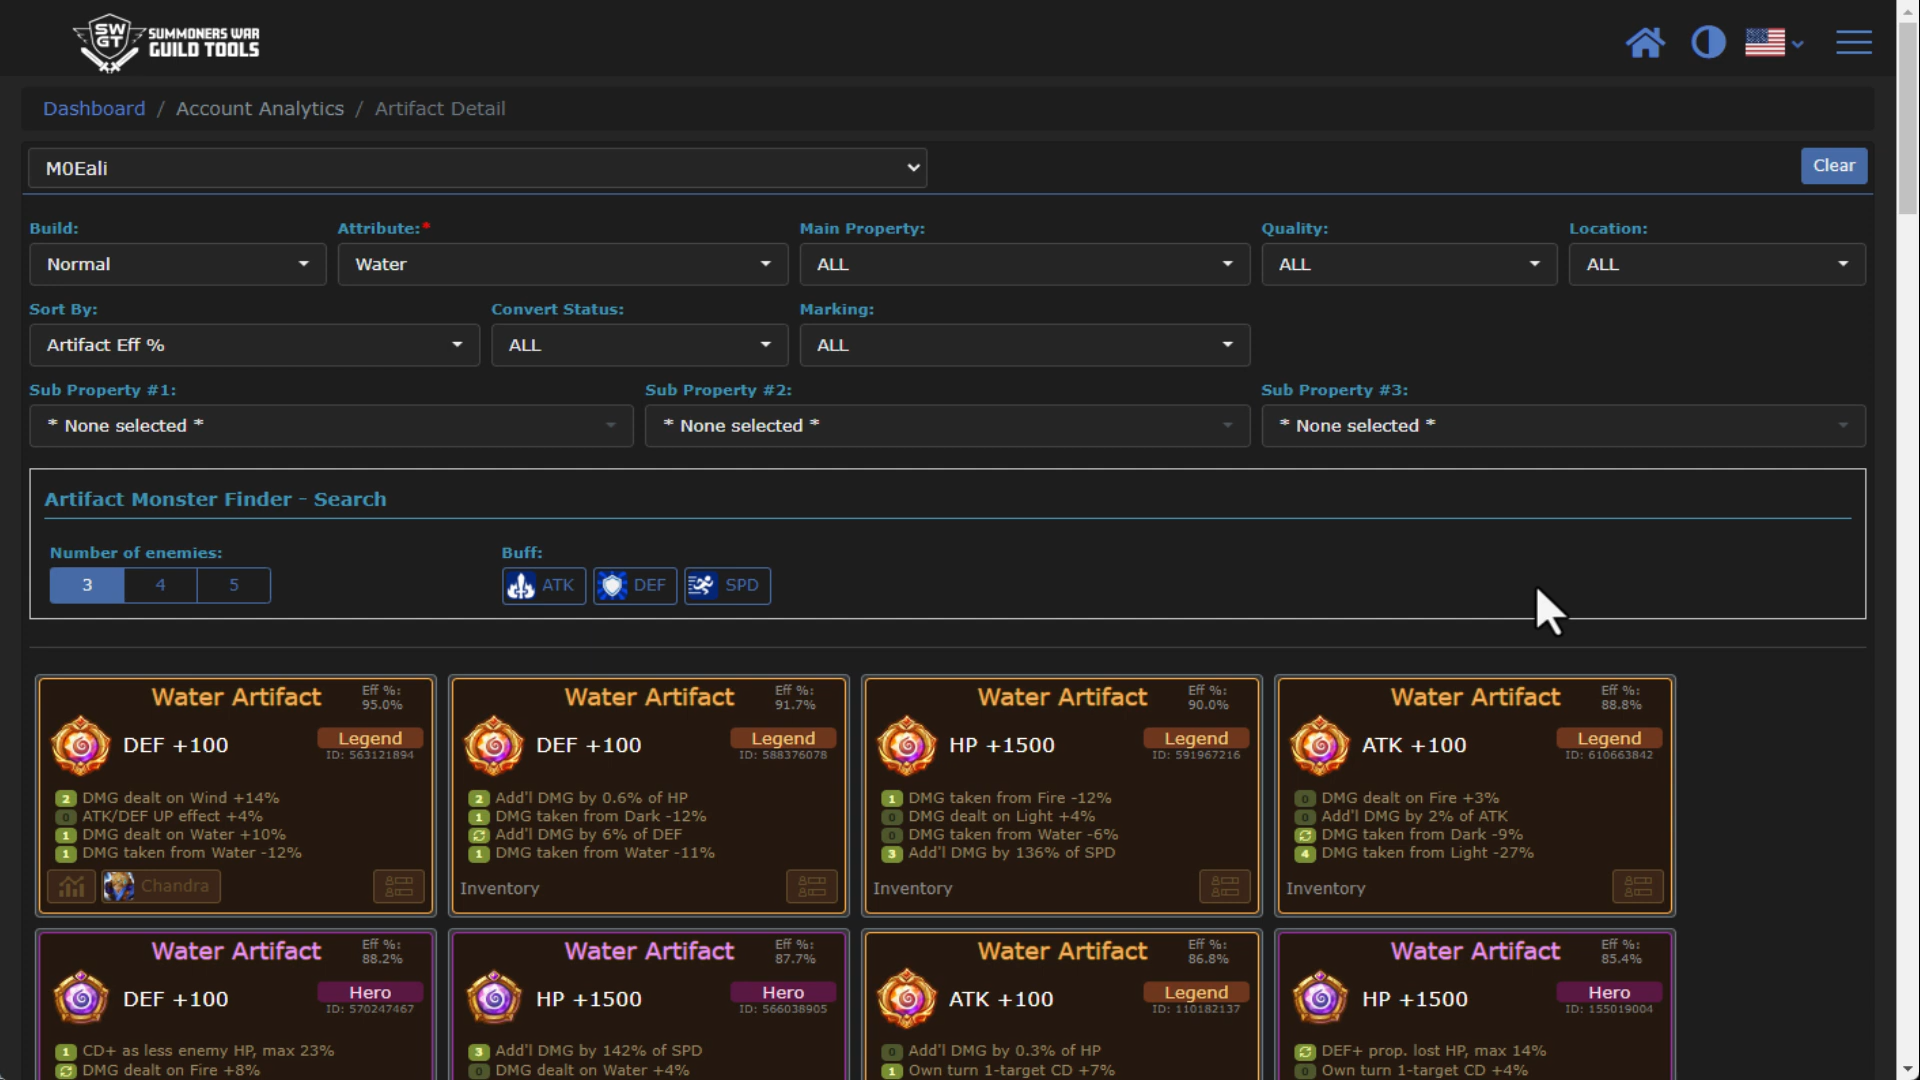 SW GT SUMMONERS WAR GUILD TOOLS
Dashboard / Account Analytics / Artifact Detail
M0Eali
Clear
Build: Attribute:* Main Property: Quality: Location:
Normal Water ALL ALL ALL
Sort By: Convert Status: Marking:
Artifact Eff % ALL ALL
Sub Property #1: Sub Property #2: Sub Property #3:
* None selected * * None selected * * None selected *
Artifact Monster Finder - Search
Number of enemies: Buff:
3 4 5 ATK DEF SPD
Water Artifact Eff %: 95.0%
DEF +100 Legend
ID: 563121894
2 DMG dealt on Wind +14%
0 ATK/DEF UP effect +4%
1 DMG dealt on Water +10%
1 DMG taken from Water -12%
Chandra
Water Artifact Eff %: 91.7%
DEF +100 Legend
ID: 588376078
2 Add'l DMG by 0.6% of HP
1 DMG taken from Dark -12%
Add'l DMG by 6% of DEF
1 DMG taken from Water -11%
Inventory
Water Artifact Eff %: 90.0%
HP +1500 Legend
ID: 591967216
1 DMG taken from Fire -12%
0 DMG dealt on Light +4%
0 DMG taken from Water -6%
3 Add'l DMG by 136% of SPD
Inventory
Water Artifact Eff %: 88.8%
ATK +100 Legend
ID: 610663842
0 DMG dealt on Fire +3%
0 Add'l DMG by 2% of ATK
DMG taken from Dark -9%
4 DMG taken from Light -27%
Inventory
Water Artifact Eff %: 88.2%
DEF +100 Hero
ID: 570247467
1 CD+ as less enemy HP, max 23%
DMG dealt on Fire +8%
Water Artifact Eff %: 87.7%
HP +1500 Hero
ID: 566038905
3 Add'l DMG by 142% of SPD
0 DMG dealt on Water +4%
Water Artifact Eff %: 86.8%
ATK +100 Legend
ID: 110182137
0 Add'l DMG by 0.3% of HP
1 Own turn 1-target CD +7%
Water Artifact Eff %: 85.4%
HP +1500 Hero
ID: 155019004
DEF+ prop. lost HP, max 14%
0 Own turn 1-target CD +4%